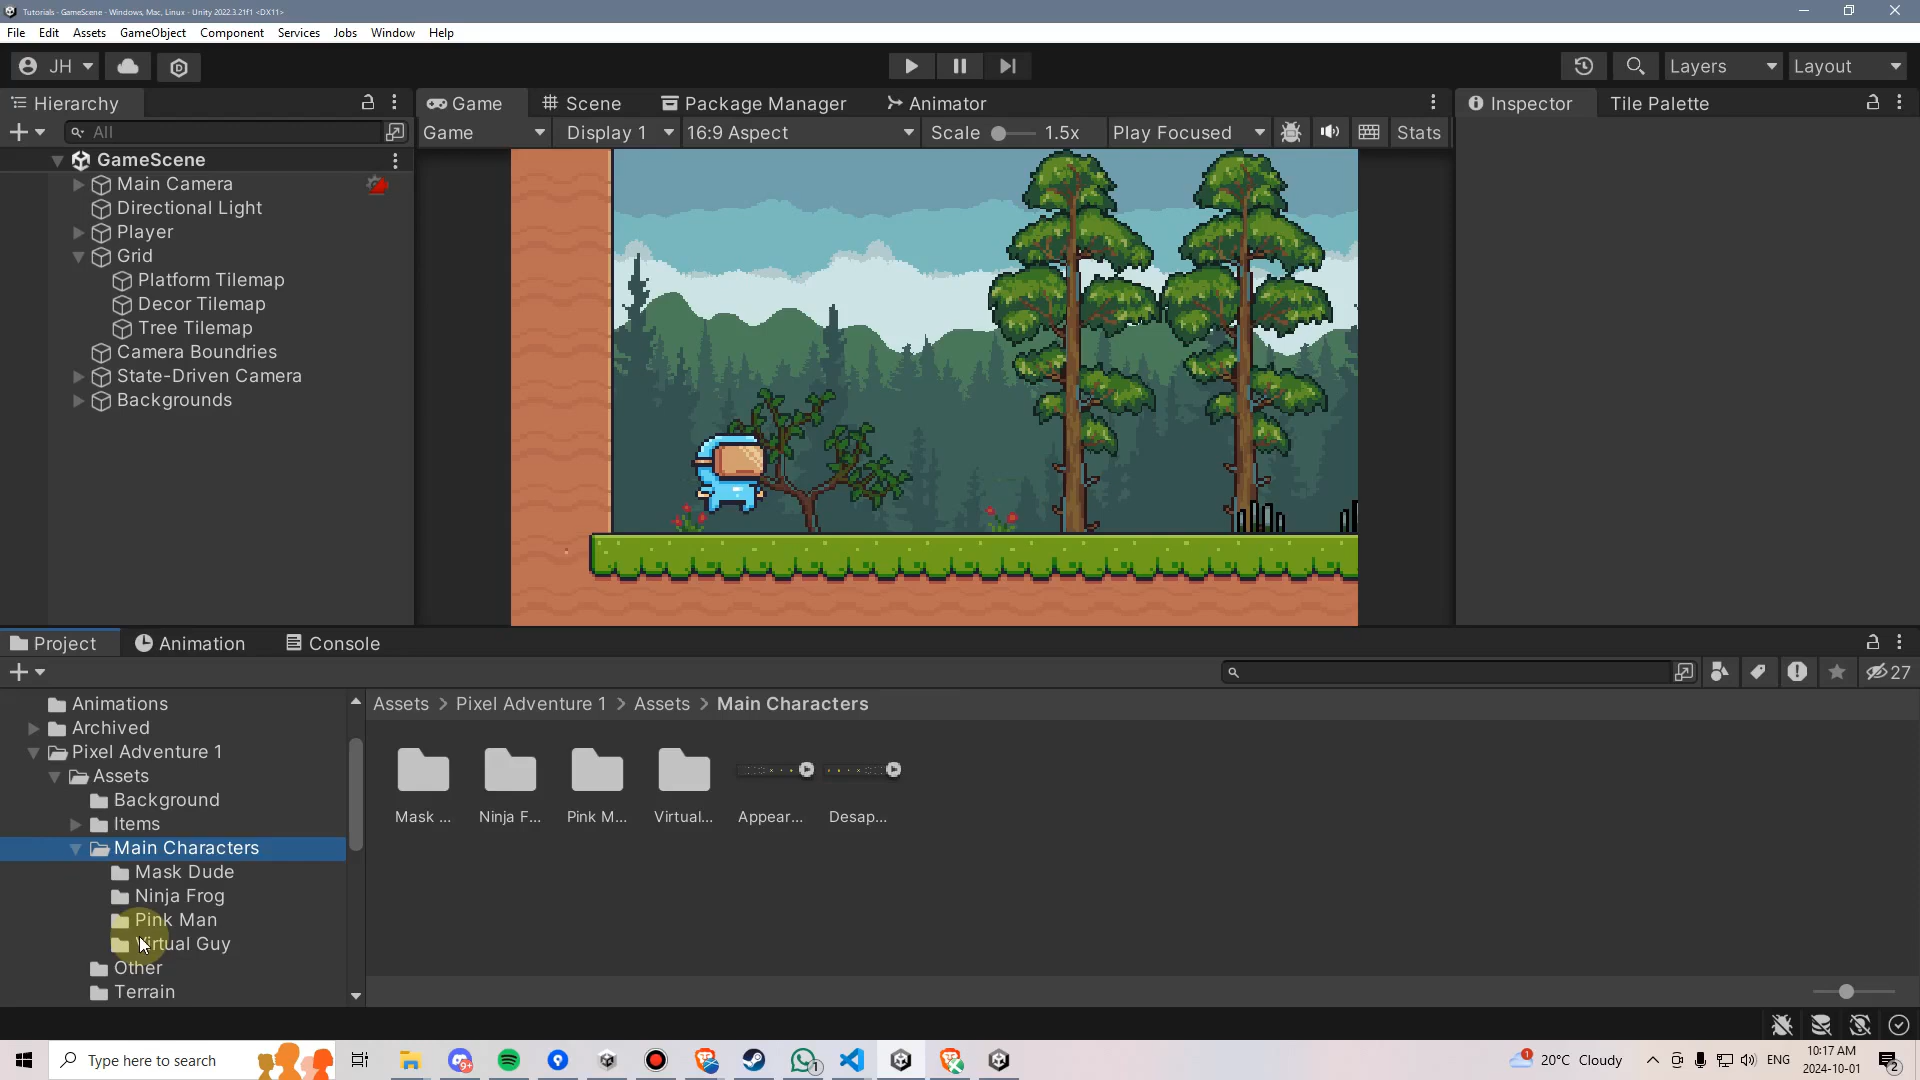 Tutorials - GameScene - Windows, Mac, Linux - Unity 2022.3.21f1 <DX11>
File Edit Assets GameObject Component Services Jobs Window Help
JH Layers Layout
Hierarchy Game Scene Package Manager Animator Inspector Tile Palette
All Game Display 1 16:9 Aspect Scale 1.5x Play Focused Stats
GameScene
Main Camera
Directional Light
Player
Grid
Platform Tilemap
Decor Tilemap
Tree Tilemap
Camera Boundries
State-Driven Camera
Backgrounds
Project Animation Console
27
Animations
Archived
Pixel Adventure 1
Assets
Background
Items
Main Characters
Mask Dude
Ninja Frog
Pink Man
Virtual Guy
Other
Terrain
Assets > Pixel Adventure 1 > Assets > Main Characters
Mask ... Ninja F... Pink M... Virtual... Appear... Desap...
Type here to search 9+ 1 1 20°C Cloudy ENG 10:17 AM
2024-10-01 2